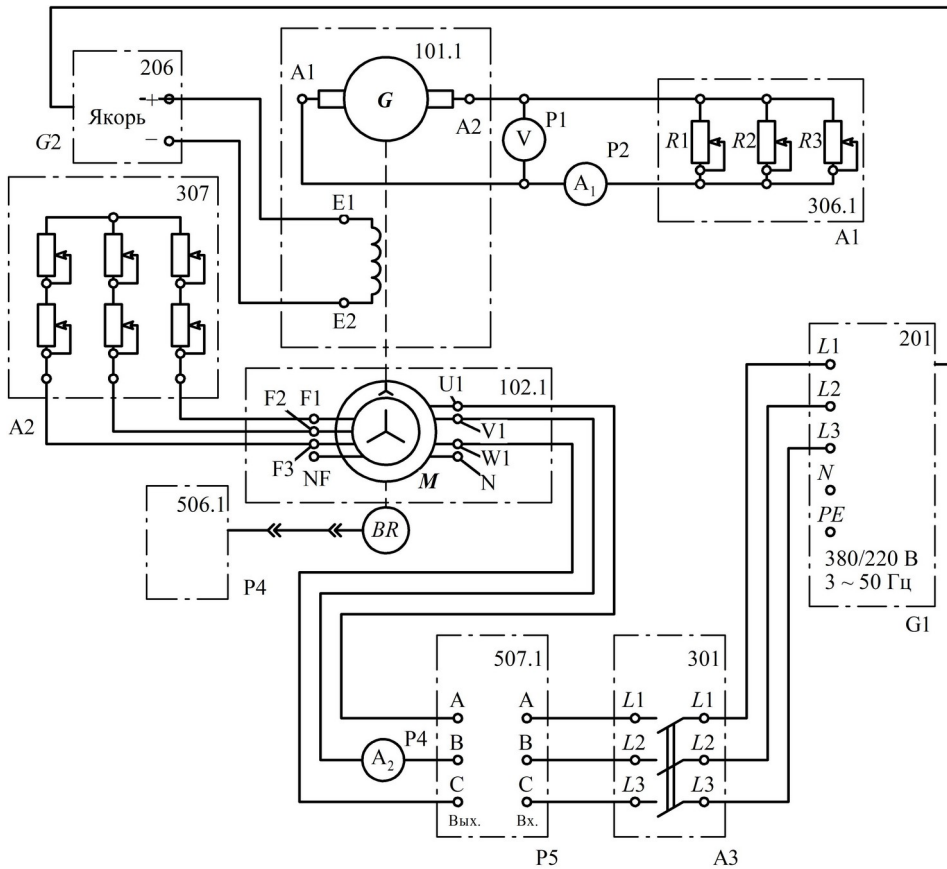 206
Якорь
+
−
G2
101.1
A1
G
A2
P1
V
P2
A1
R1
R2
R3
306.1
A1
307
E1
E2
A2
102.1
U1
F2
F1
V1
W1
F3
NF
M
N
506.1
BR
P4
201
L1
L2
L3
N
PE
380/220 В
3 ~ 50 Гц
G1
507.1
301
A
A
L1
L1
P4
A2
B
B
L2
L2
C
C
L3
L3
Вых.
Вх.
P5
A3